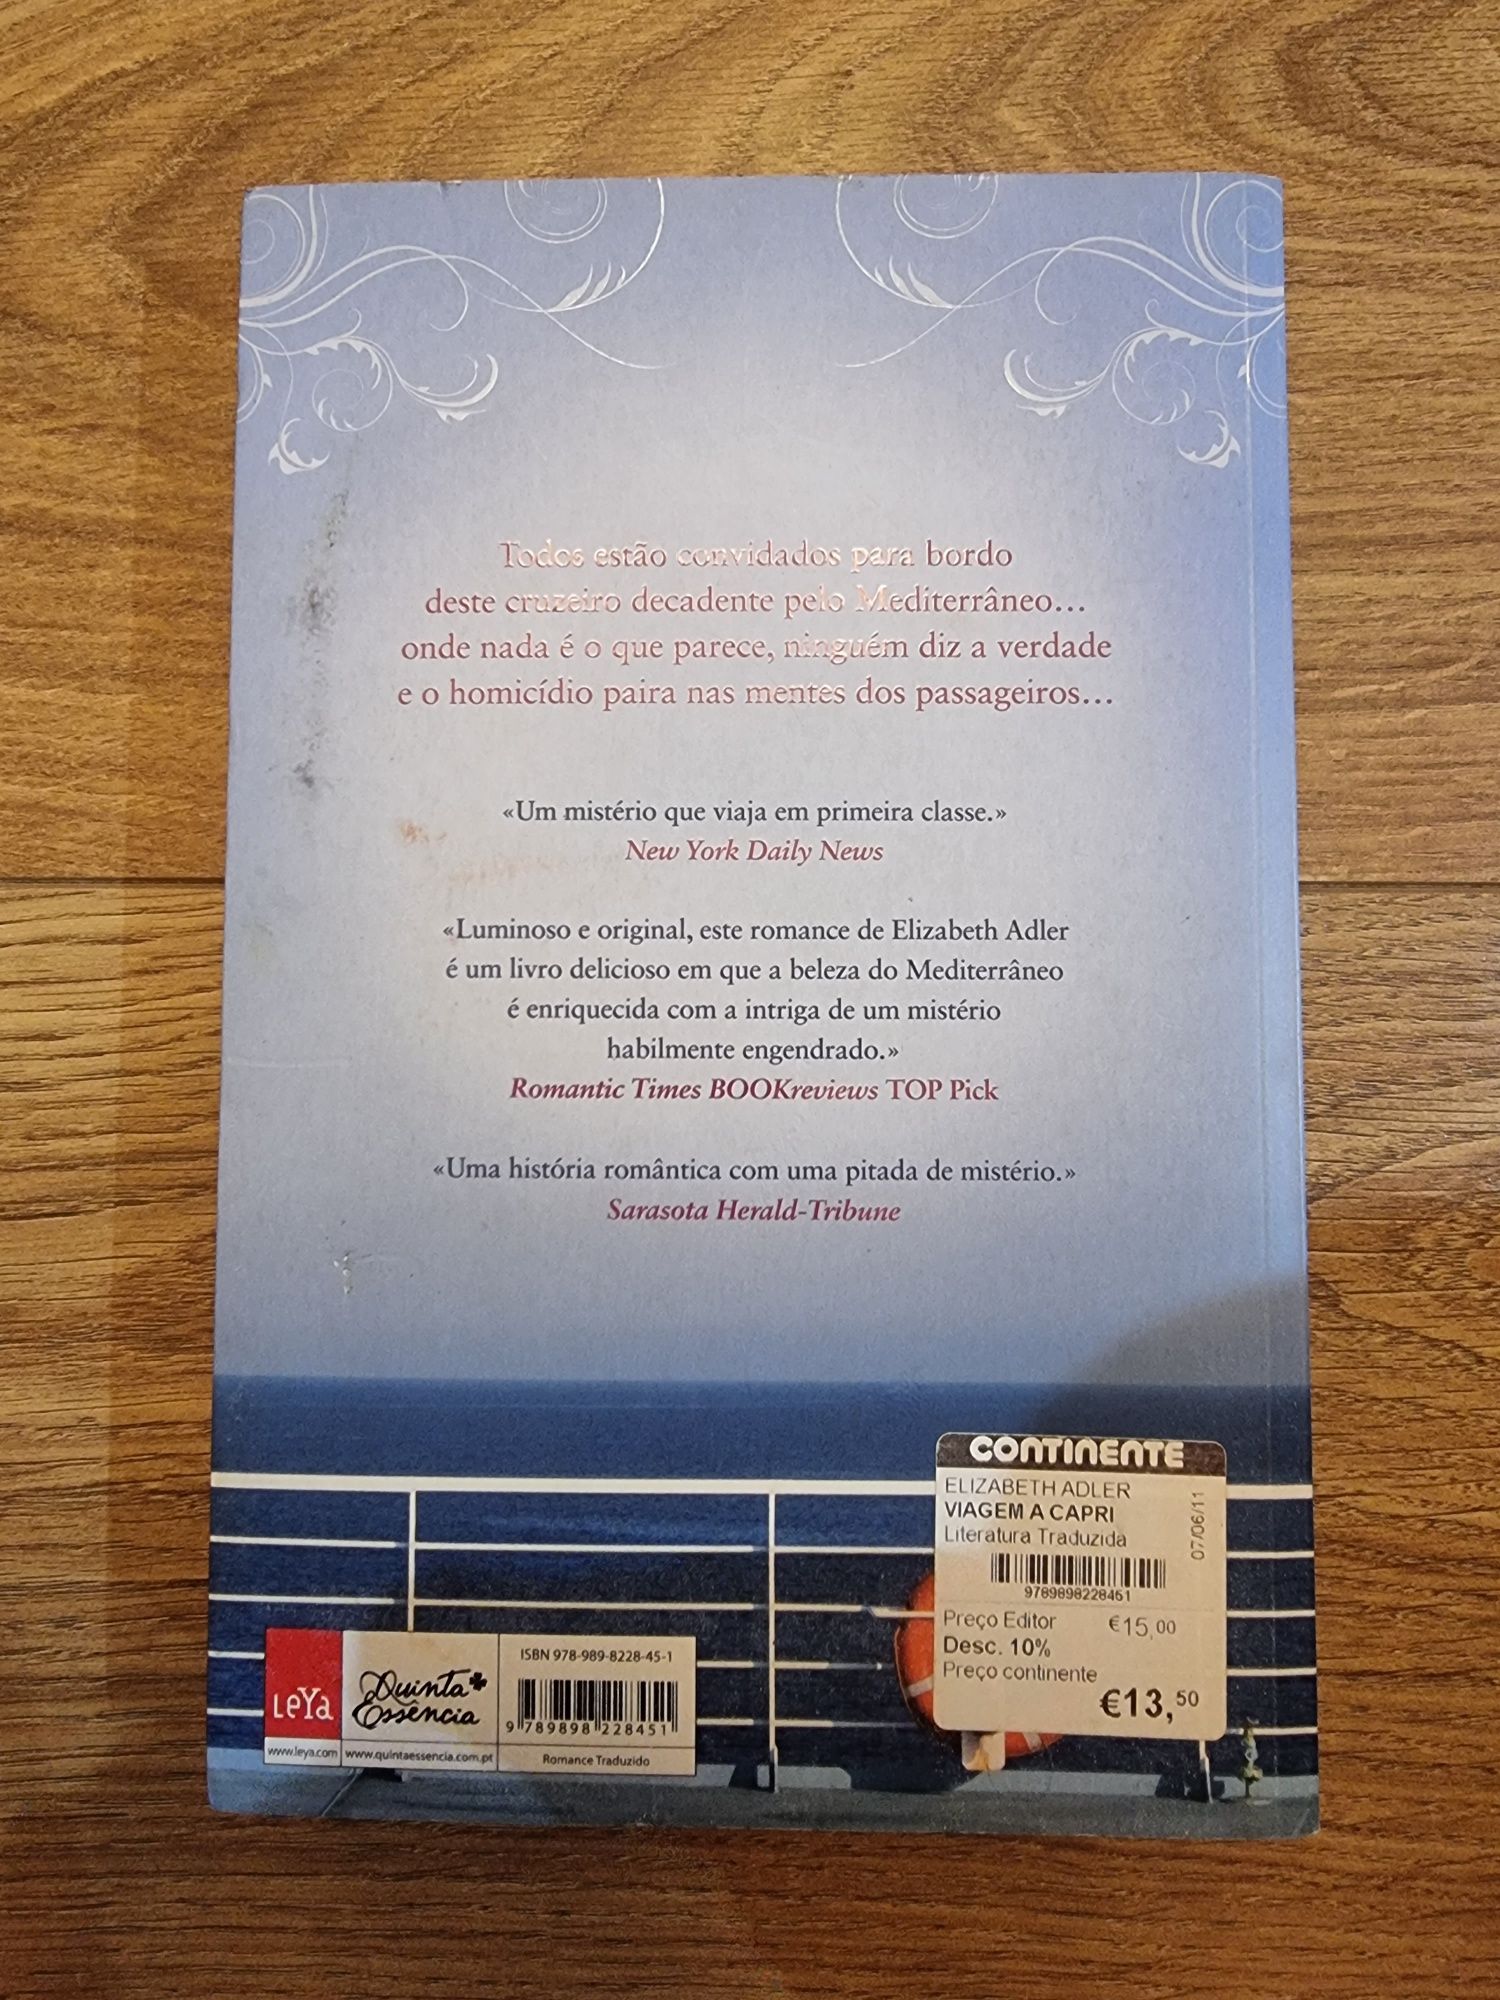 Todos estão convidados para bordo
deste cruzeiro decadente pelo Mediterrâneo...
onde nada é o que parece, ninguém diz a verdade
e o homicídio paira nas mentes dos passageiros...
«Um mistério que viaja em primeira classe.»
New York Daily News
«Luminoso e original, este romance de Elizabeth Adler
é um livro delicioso em que a beleza do Mediterrâneo
é enriquecida com a intriga de um mistério
habilmente engendrado.»
Romantic Times BOOKreviews TOP Pick
«Uma história romântica com uma pitada de mistério.»
Sarasota Herald-Tribune
CONTINENTE
ELIZABETH ADLER
VIAGEM A CAPRI
Literatura Traduzida
07/06/11
9789898228451
Preço Editor €15,00
Desc. 10%
Preço continente
€13,50
LEYA
www.leya.com
Quinta Essência
www.quintaessencia.com.pt
ISBN 978-989-8228-45-1
9 789898 228451
Romance Traduzido